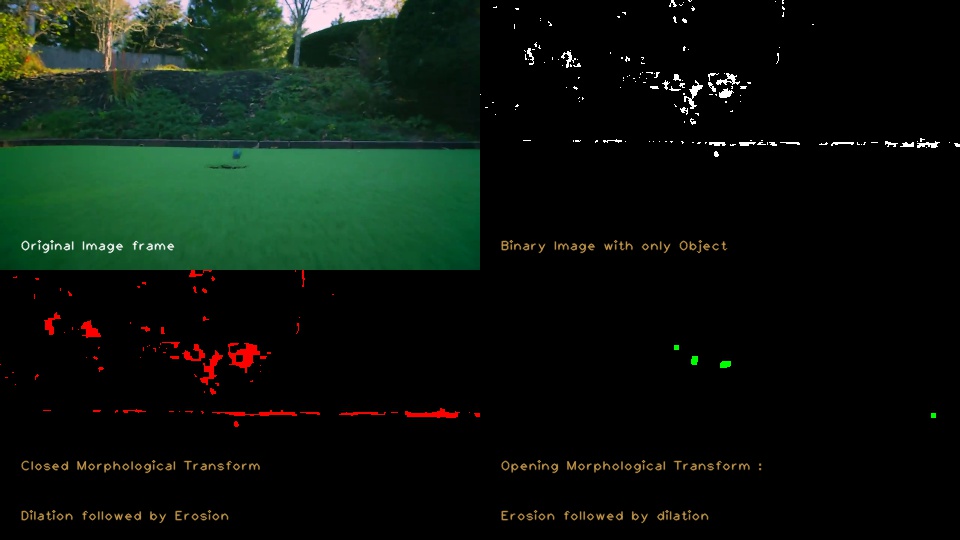 Original Image frame
Binary Image with only Object
Closed Morphological Transform
Dilation followed by Erosion
Opening Morphological Transform :
Erosion followed by dilation